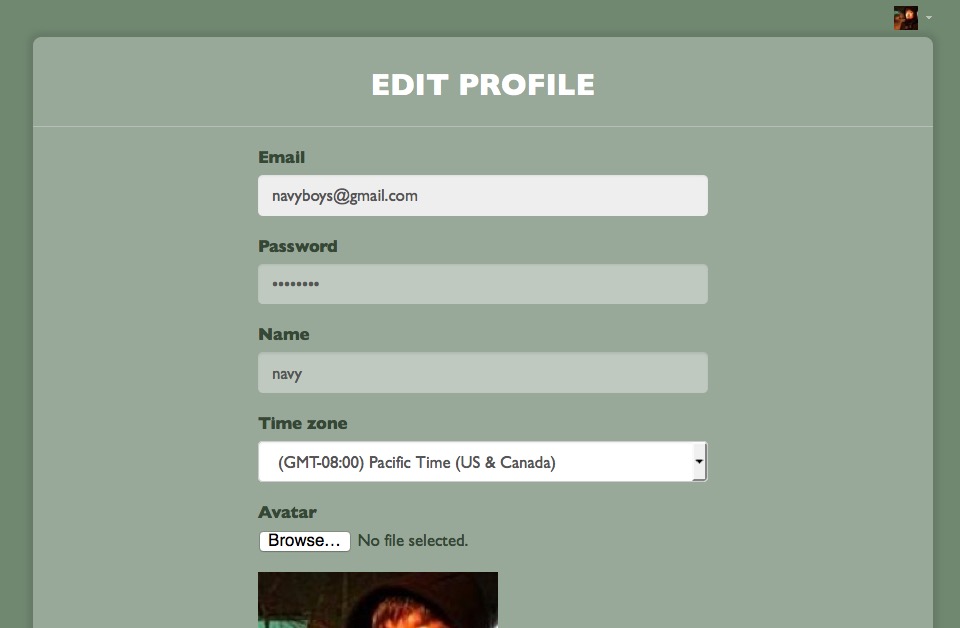 EDIT PROFILE
Email
navyboys@gmail.com
Password
••••••••
Name
navy
Time zone
(GMT-08:00) Pacific Time (US & Canada)
Avatar
Browse... No file selected.